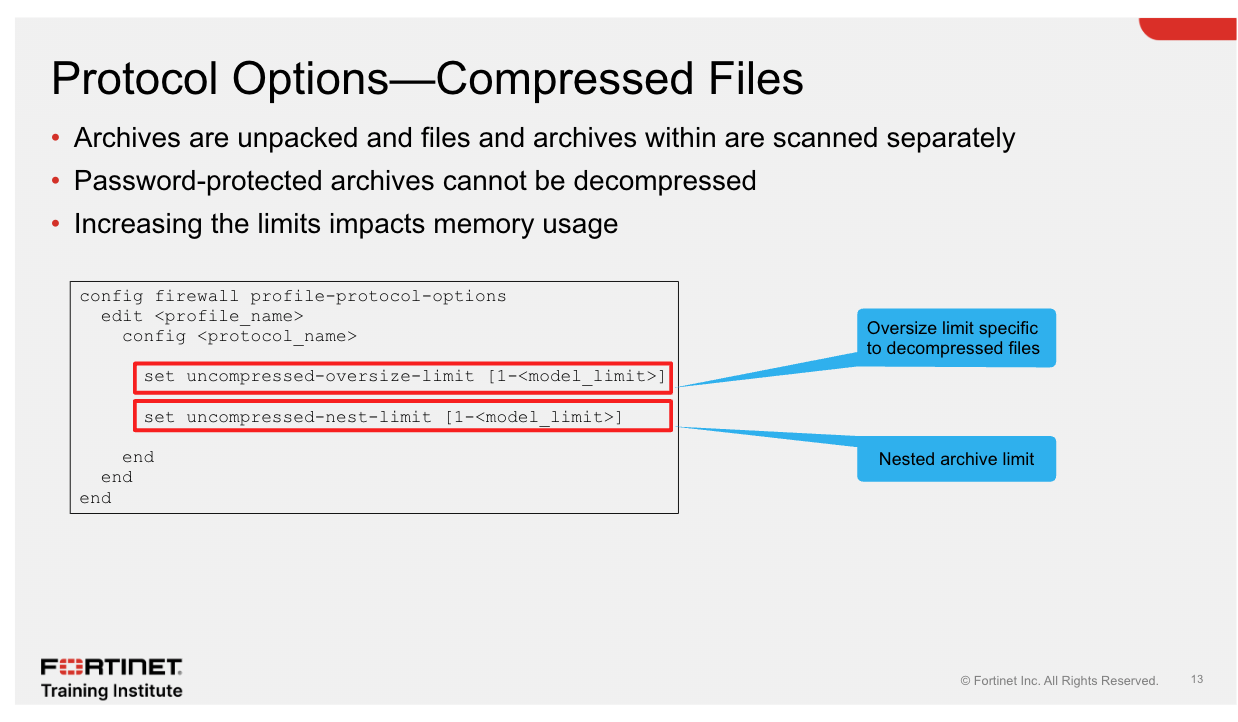 Protocol Options—Compressed Files
• Archives are unpacked and files and archives within are scanned separately
• Password-protected archives cannot be decompressed
• Increasing the limits impacts memory usage
config firewall profile-protocol-options
edit <profile_name>
config <protocol_name>
set uncompressed-oversize-limit [1-<model_limit>]
set uncompressed-nest-limit [1-<model_limit>]
end
end
end
Oversize limit specific
to decompressed files
Nested archive limit
FORTINET
Training Institute
© Fortinet Inc. All Rights Reserved.
13